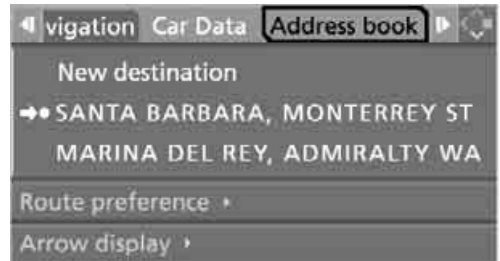 vigation Car Data Address book
New destination
SANTA BARBARA, MONTERREY ST
MARINA DEL REY, ADMIRALTY WA
Route preference
Arrow display